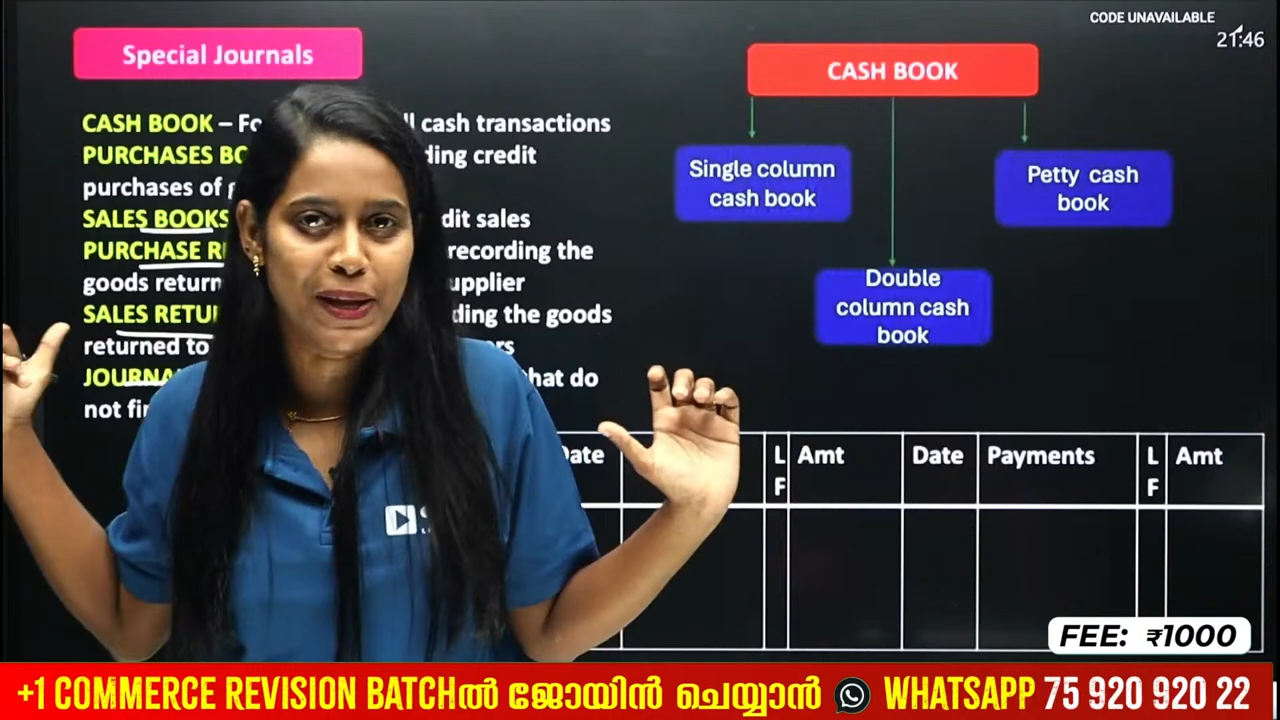 CODE UNAVAILABLE
21:46
Special Journals
CASH BOOK – Fo ll cash transactions
PURCHASES BO ding credit
purchases of g
SALES BOOKS dit sales
PURCHASE RE recording the
goods return upplier
SALES RETU ding the goods
returned to rs
JOURNA hat do
not fin
CASH BOOK
Single column
cash book
Petty cash
book
Double
column cash
book
Date L F Amt Date Payments L F Amt
FEE: ₹1000
+1 COMMERCE REVISION BATCHൽ ജോയിൻ ചെയ്യാൻ WHATSAPP 75 920 920 22